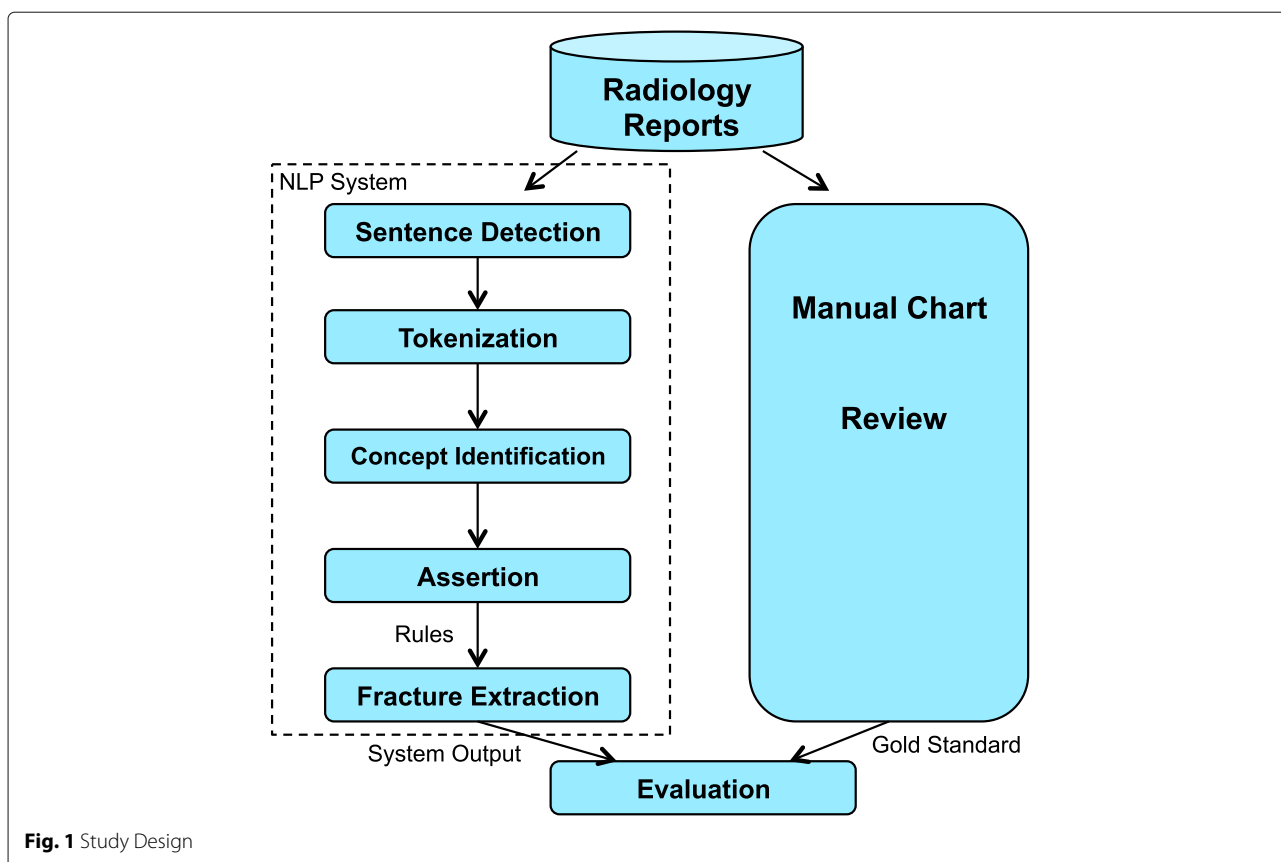 Radiology
Reports
NLP System
Sentence Detection
Tokenization
Concept Identification
Assertion
Rules
Fracture Extraction
System Output
Manual Chart
Review
Gold Standard
Evaluation
Fig. 1 Study Design